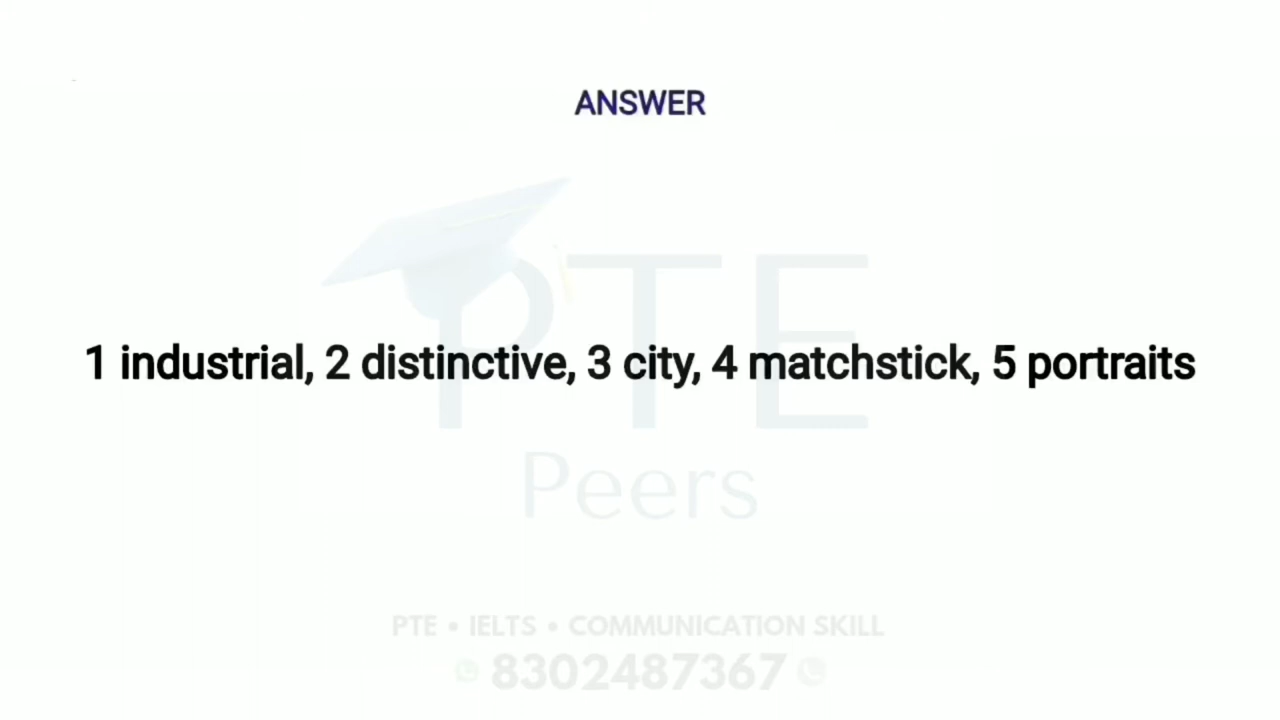 ANSWER
PTE
1 industrial, 2 distinctive, 3 city, 4 matchstick, 5 portraits
Peers
PTE • IELTS • COMMUNICATION SKILL
8302487367